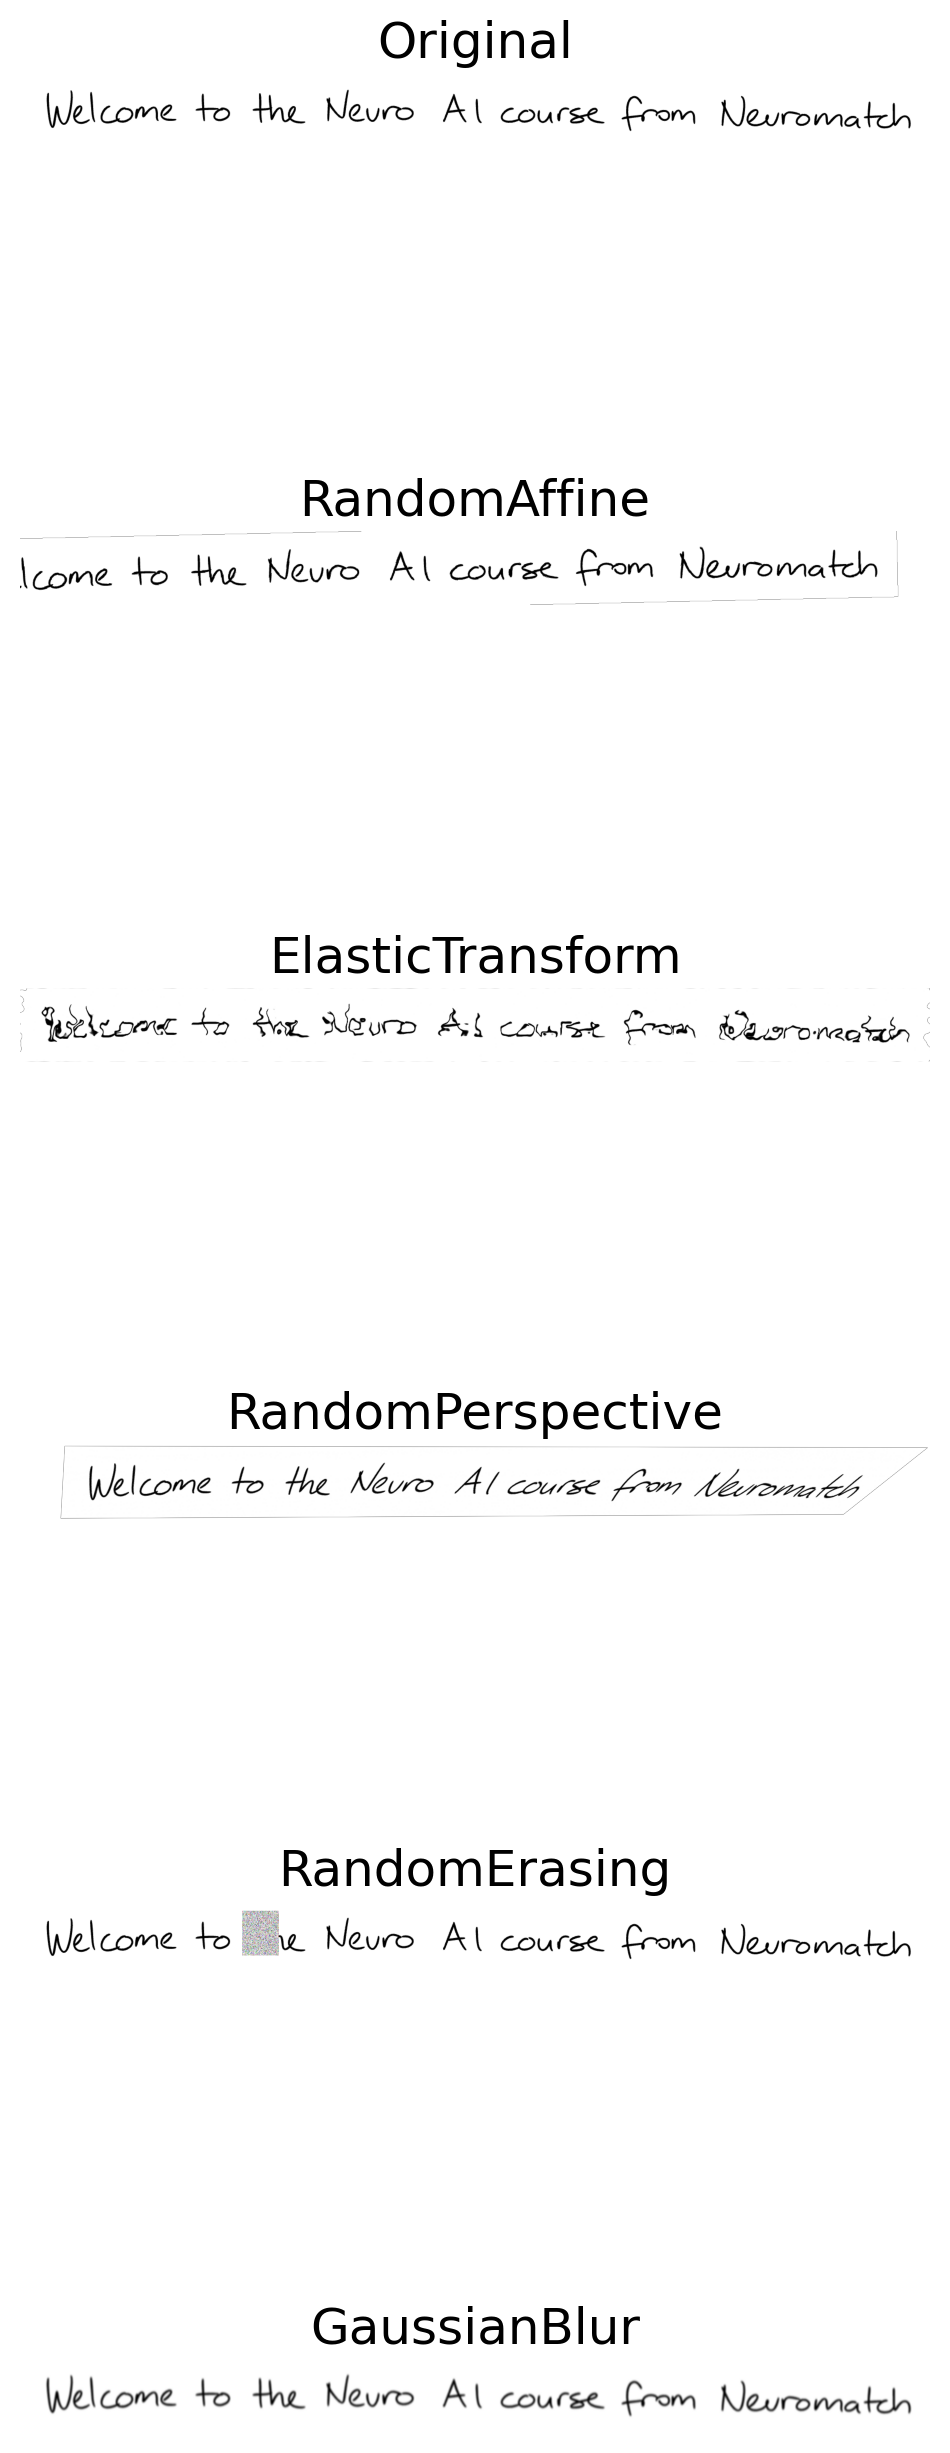 Original
Welcome to the Neuro AI course from Neuromatch
RandomAffine
lcome to the Neuro AI course from Neuromatch
ElasticTransform
Welcome to the Neuro AI course from Neuromatch
RandomPerspective
Welcome to the Neuro AI course from Neuromatch
RandomErasing
Welcome to e Neuro AI course from Neuromatch
GaussianBlur
Welcome to the Neuro AI course from Neuromatch